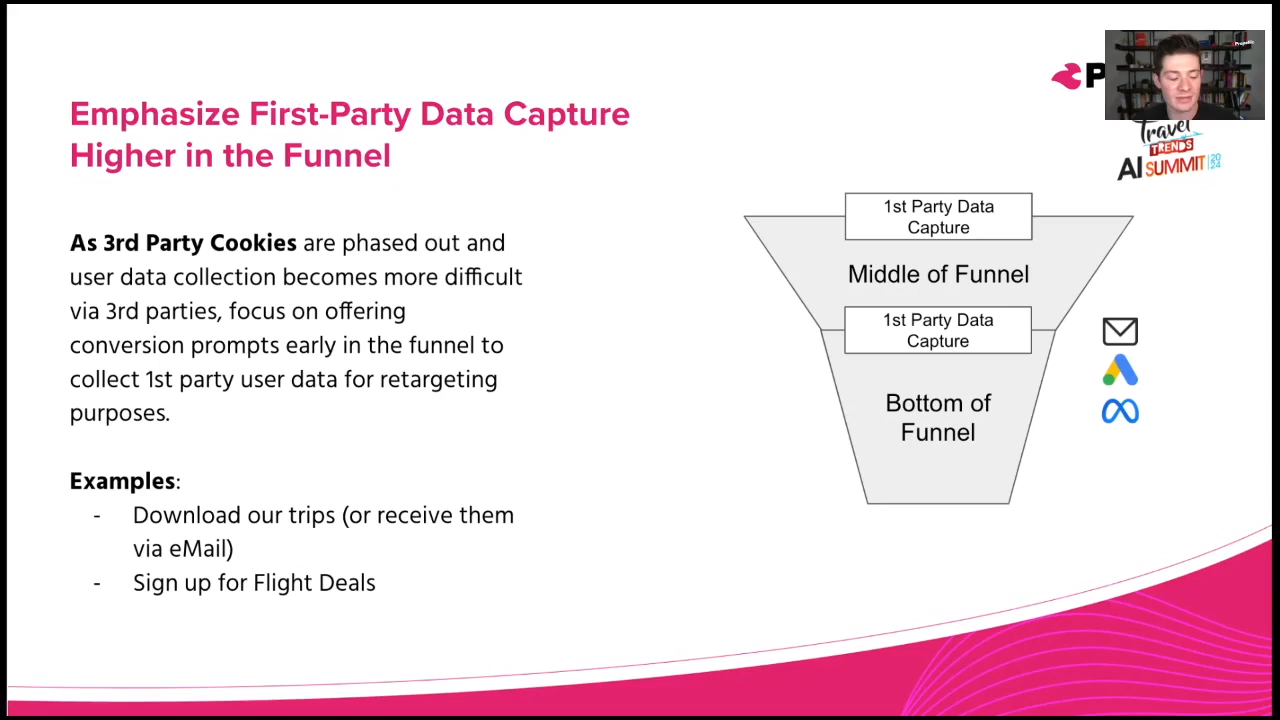 Emphasize First-Party Data Capture
Higher in the Funnel
As 3rd Party Cookies are phased out and
user data collection becomes more difficult
via 3rd parties, focus on offering
conversion prompts early in the funnel to
collect 1st party user data for retargeting
purposes.
Examples:
- Download our trips (or receive them
via eMail)
- Sign up for Flight Deals
P
Travel
TRENDS
AI SUMMIT 2024
1st Party Data
Capture
Middle of Funnel
1st Party Data
Capture
Bottom of
Funnel